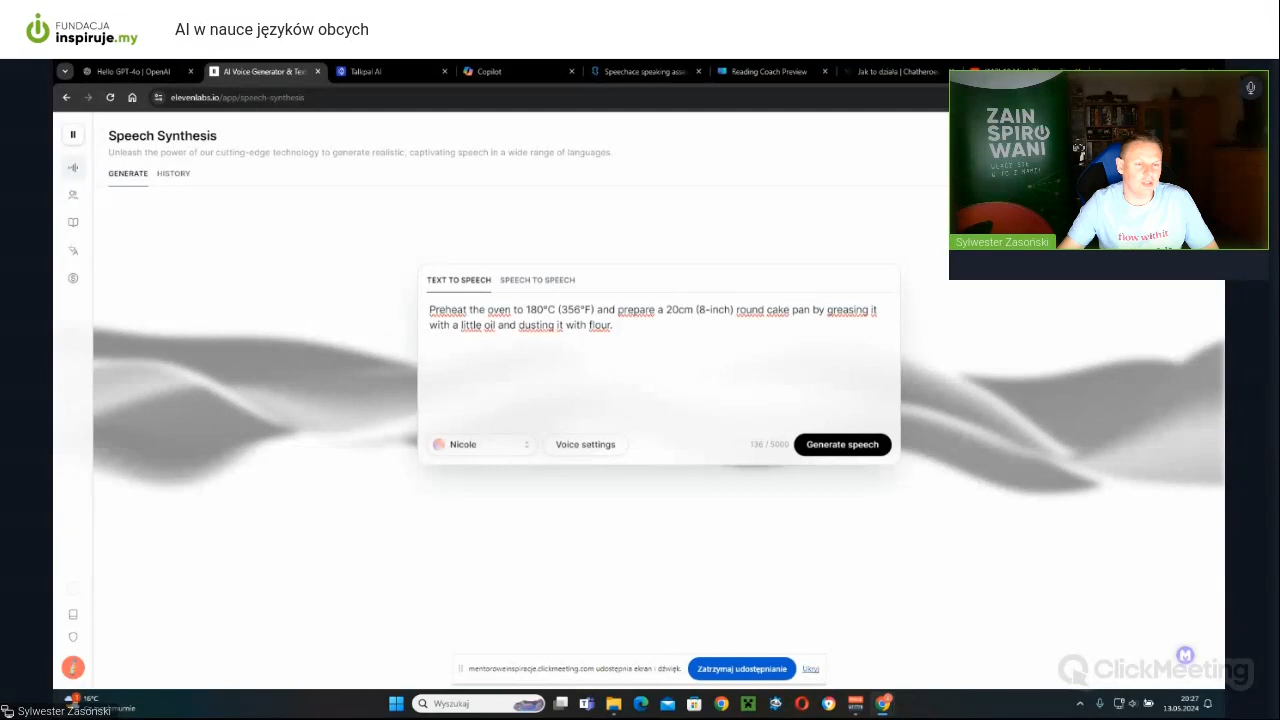 FUNDACJA
inspiruje.my
AI w nauce języków obcych
Hello GPT-4o | OpenAI
AI Voice Generator & Tex
Talkpai AI
Copilot
Speechace speaking asse
Reading Coach Preview
Jak to działa | Chatheros
elevenlabs.io/app/speech-synthesis
ZAIN
SPIRO
WANI
Sylwester Zasoński
flow with it
Speech Synthesis
Unleash the power of our cutting-edge technology to generate realistic, captivating speech in a wide range of languages.
GENERATE HISTORY
TEXT TO SPEECH SPEECH TO SPEECH
Preheat the oven to 180°C (356°F) and prepare a 20cm (8-inch) round cake pan by greasing it
with a little oil and dusting it with flour.
Nicole
Voice settings
136 / 5000
Generate speech
mentoroweinspiracje.clickmeeting.com udostępnia ekran i dźwięk.
Zatrzymaj udostępnianie
Ukryj
M
ClickMeeting
16°C
Sylwester Zasoński
Wyszukaj
20:27
13.05.2024